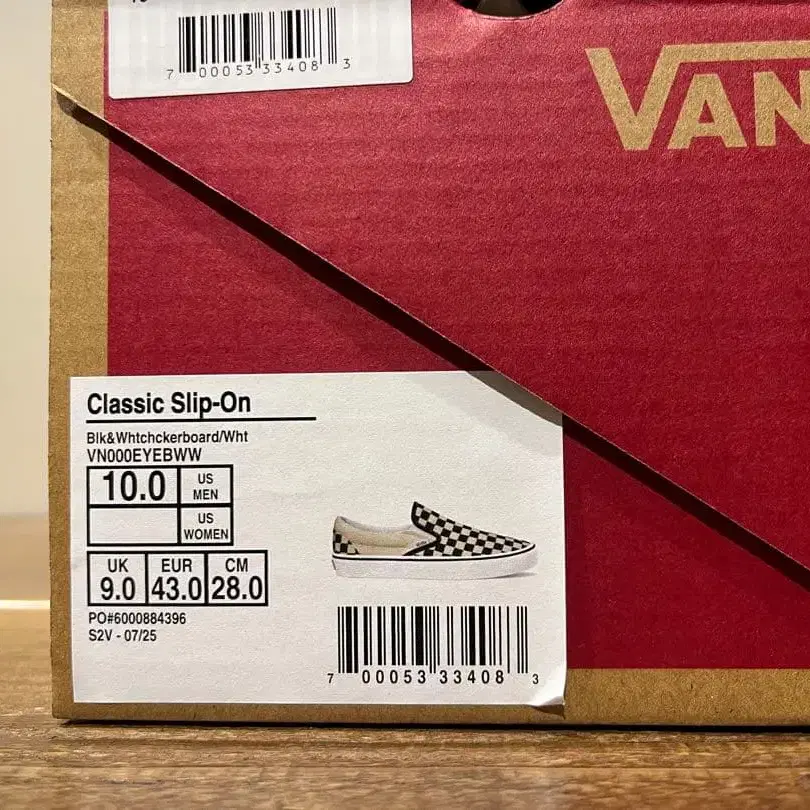 7 00053 33408 3
VAN
Classic Slip-On
Blk&Whtchckerboard/Wht
VN000EYEBWW
10.0 US MEN
US WOMEN
UK EUR CM
9.0 43.0 28.0
PO#6000884396
S2V - 07/25
7 00053 33408 3